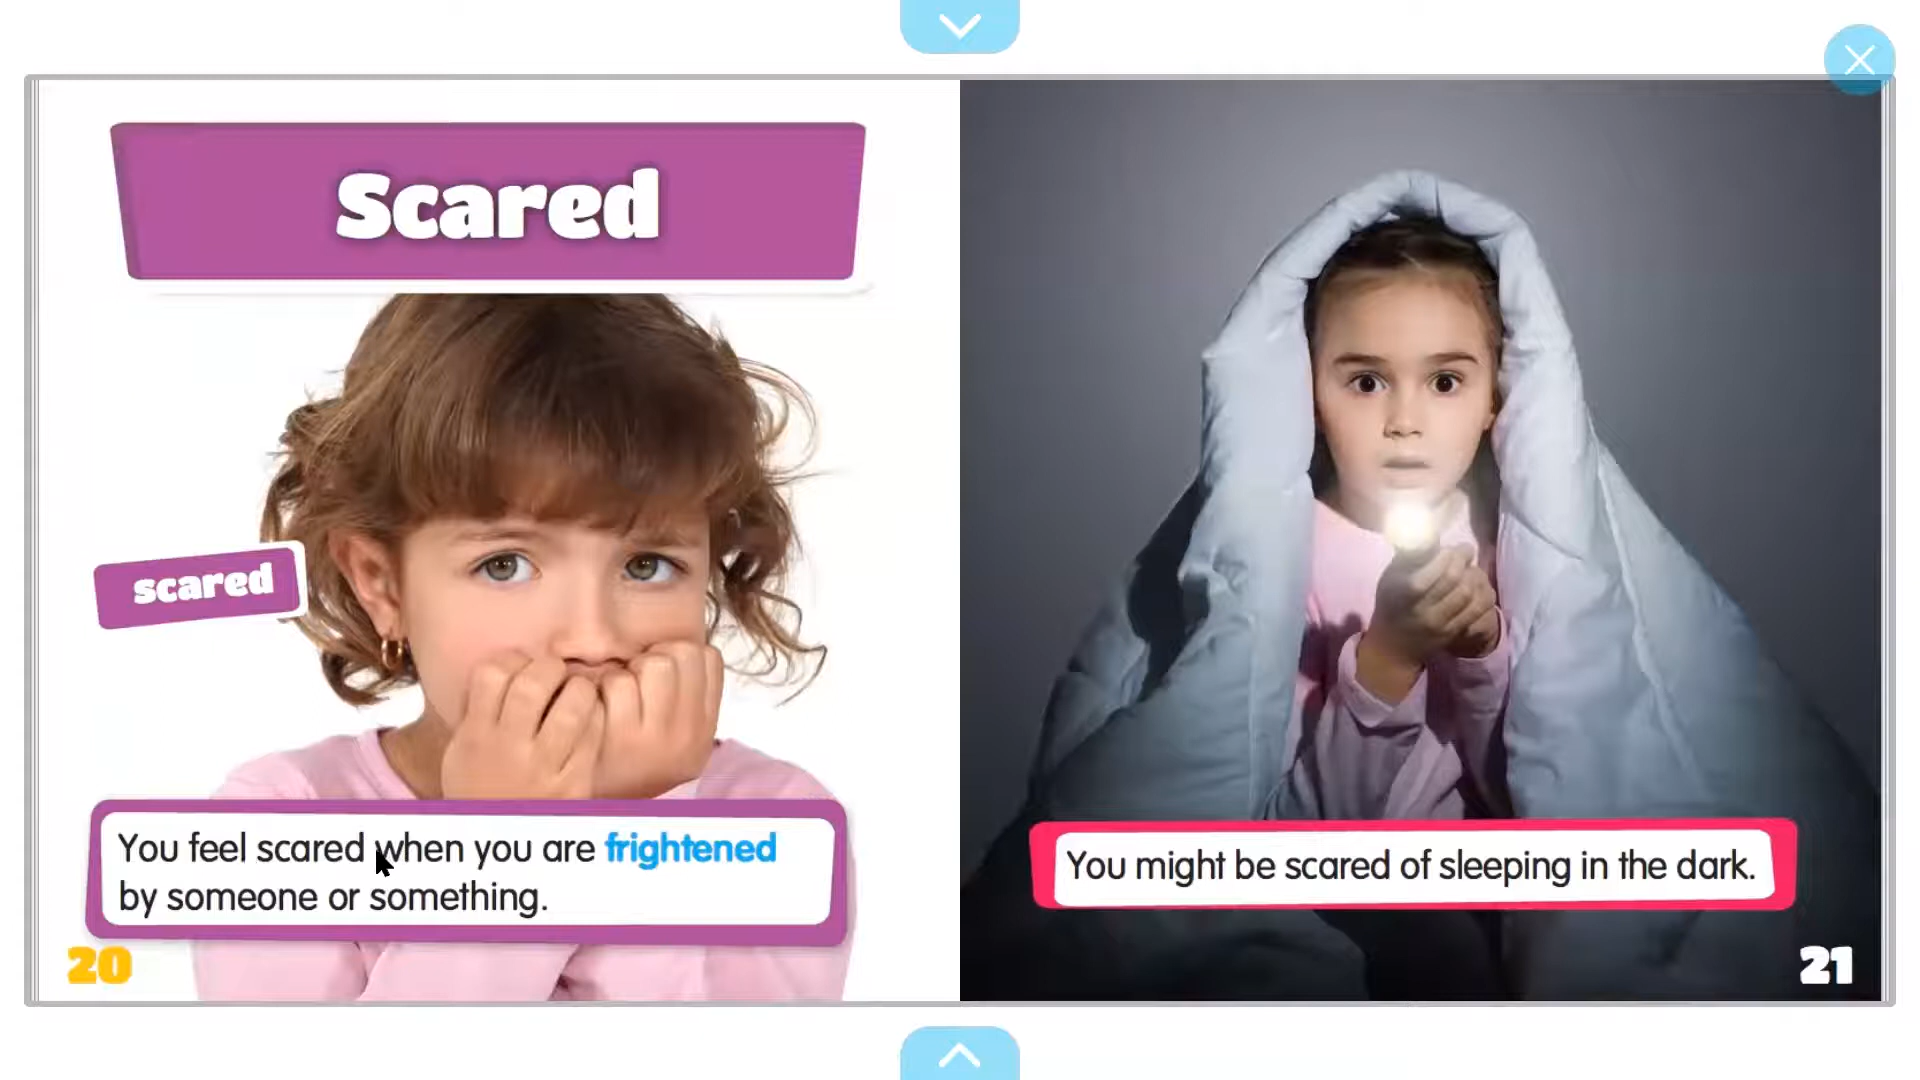 Scared
scared
You feel scared when you are frightened
by someone or something.
20
You might be scared of sleeping in the dark.
21